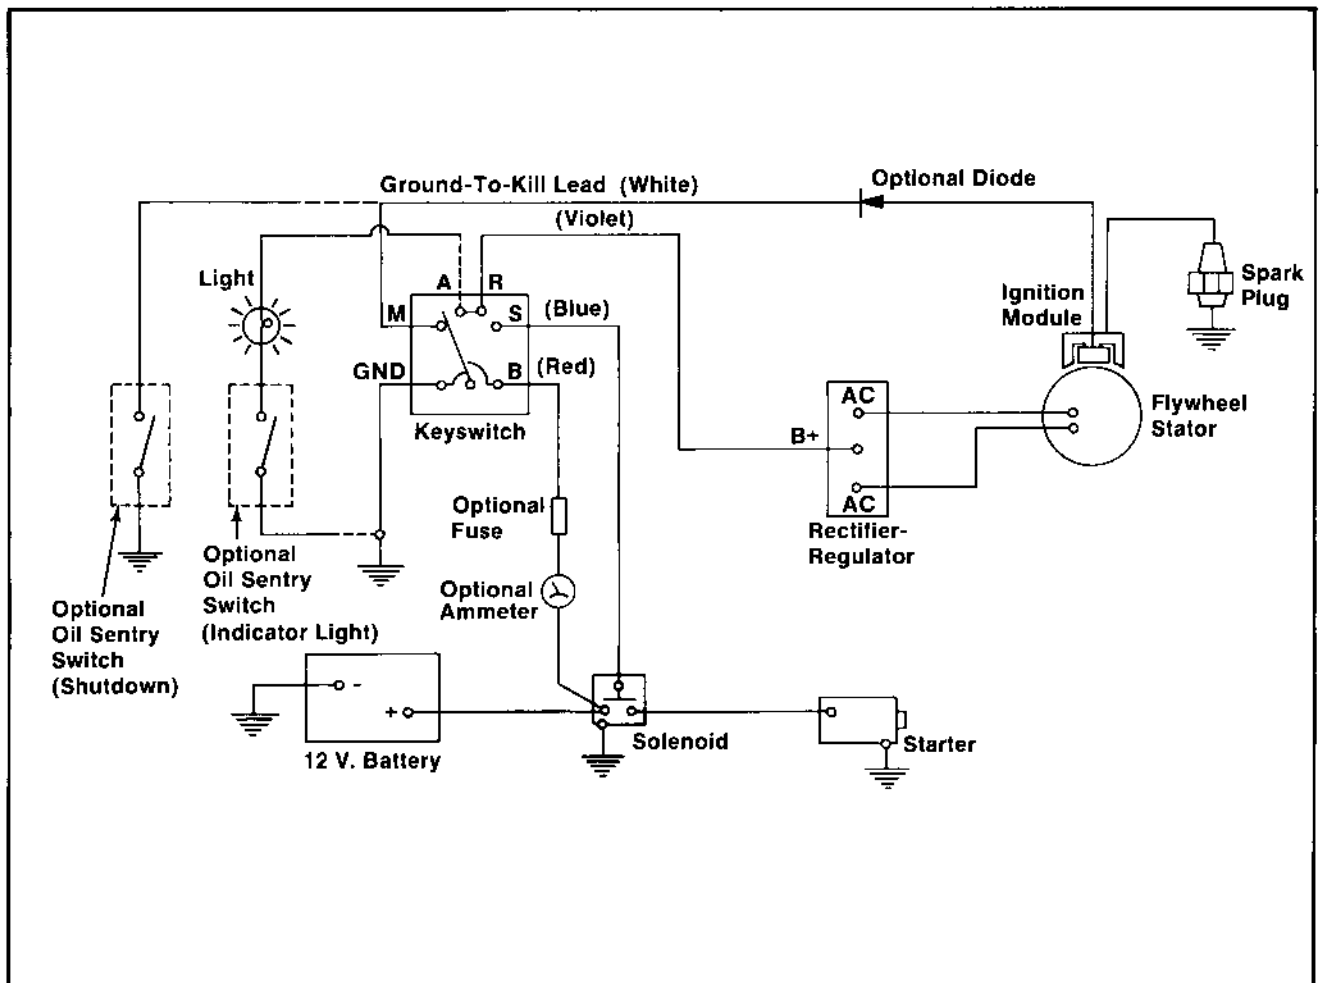 Ground-To-Kill Lead (White)
Optional Diode
(Violet)
Light
A
R
M
S
(Blue)
GND
B
(Red)
Keyswitch
Ignition
Module
Spark
Plug
AC
B+
AC
Rectifier-
Regulator
Flywheel
Stator
Optional
Fuse
Optional
Ammeter
Optional
Oil Sentry
Switch
(Indicator Light)
Optional
Oil Sentry
Switch
(Shutdown)
-
+
12 V. Battery
Solenoid
Starter